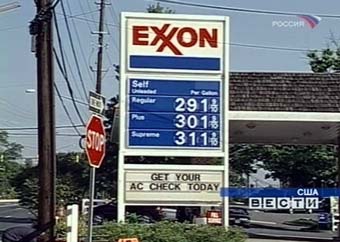 РОССИЯ
EXXON
Self
Unleaded Per Gallon
Regular 291 9/10
Plus 301 9/10
Supreme 311 9/10
STOP
GET YOUR
AC CHECK TODAY
США
ВЕСТИ
FULL